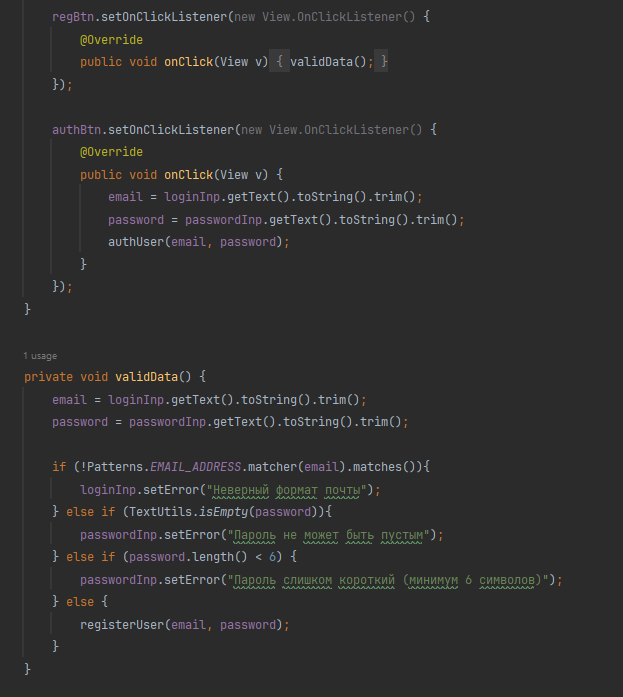 regBtn.setOnClickListener(new View.OnClickListener() {
@Override
public void onClick(View v) { validData(); }
});
authBtn.setOnClickListener(new View.OnClickListener() {
@Override
public void onClick(View v) {
email = loginInp.getText().toString().trim();
password = passwordInp.getText().toString().trim();
authUser(email, password);
}
});
}
1 usage
private void validData() {
email = loginInp.getText().toString().trim();
password = passwordInp.getText().toString().trim();
if (!Patterns.EMAIL_ADDRESS.matcher(email).matches()){
loginInp.setError("Неверный формат почты");
} else if (TextUtils.isEmpty(password)){
passwordInp.setError("Пароль не может быть пустым");
} else if (password.length() < 6) {
passwordInp.setError("Пароль слишком короткий (минимум 6 символов)");
} else {
registerUser(email, password);
}
}